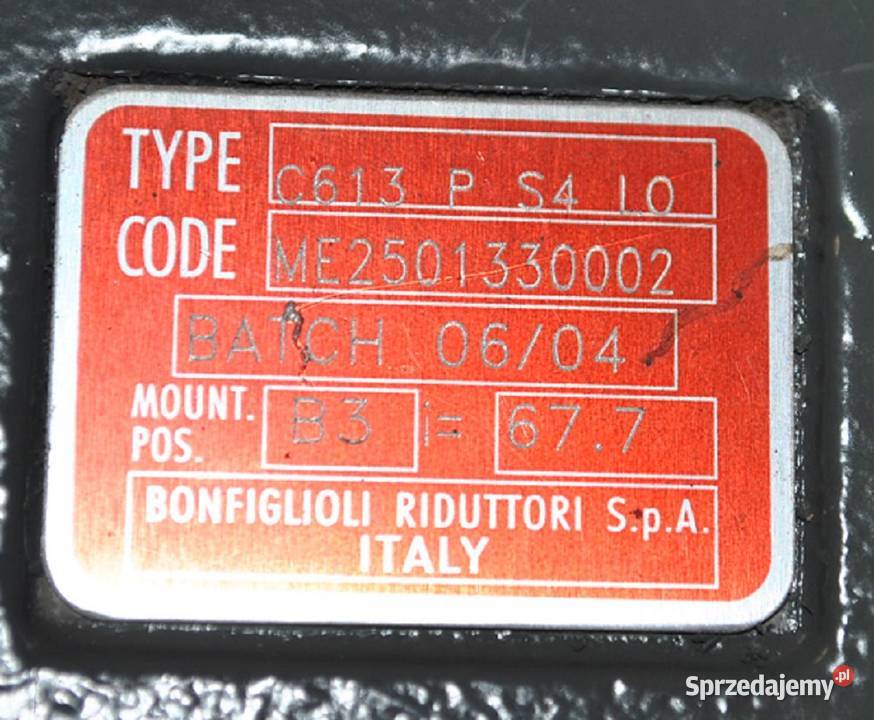 TYPE C613 P S4 LO
CODE ME2501330002
BATCH 06/04
MOUNT. POS. B3 i= 67.7
BONFIGLIOLI RIDUTTORI S.p.A.
ITALY
Sprzedajemy.pl